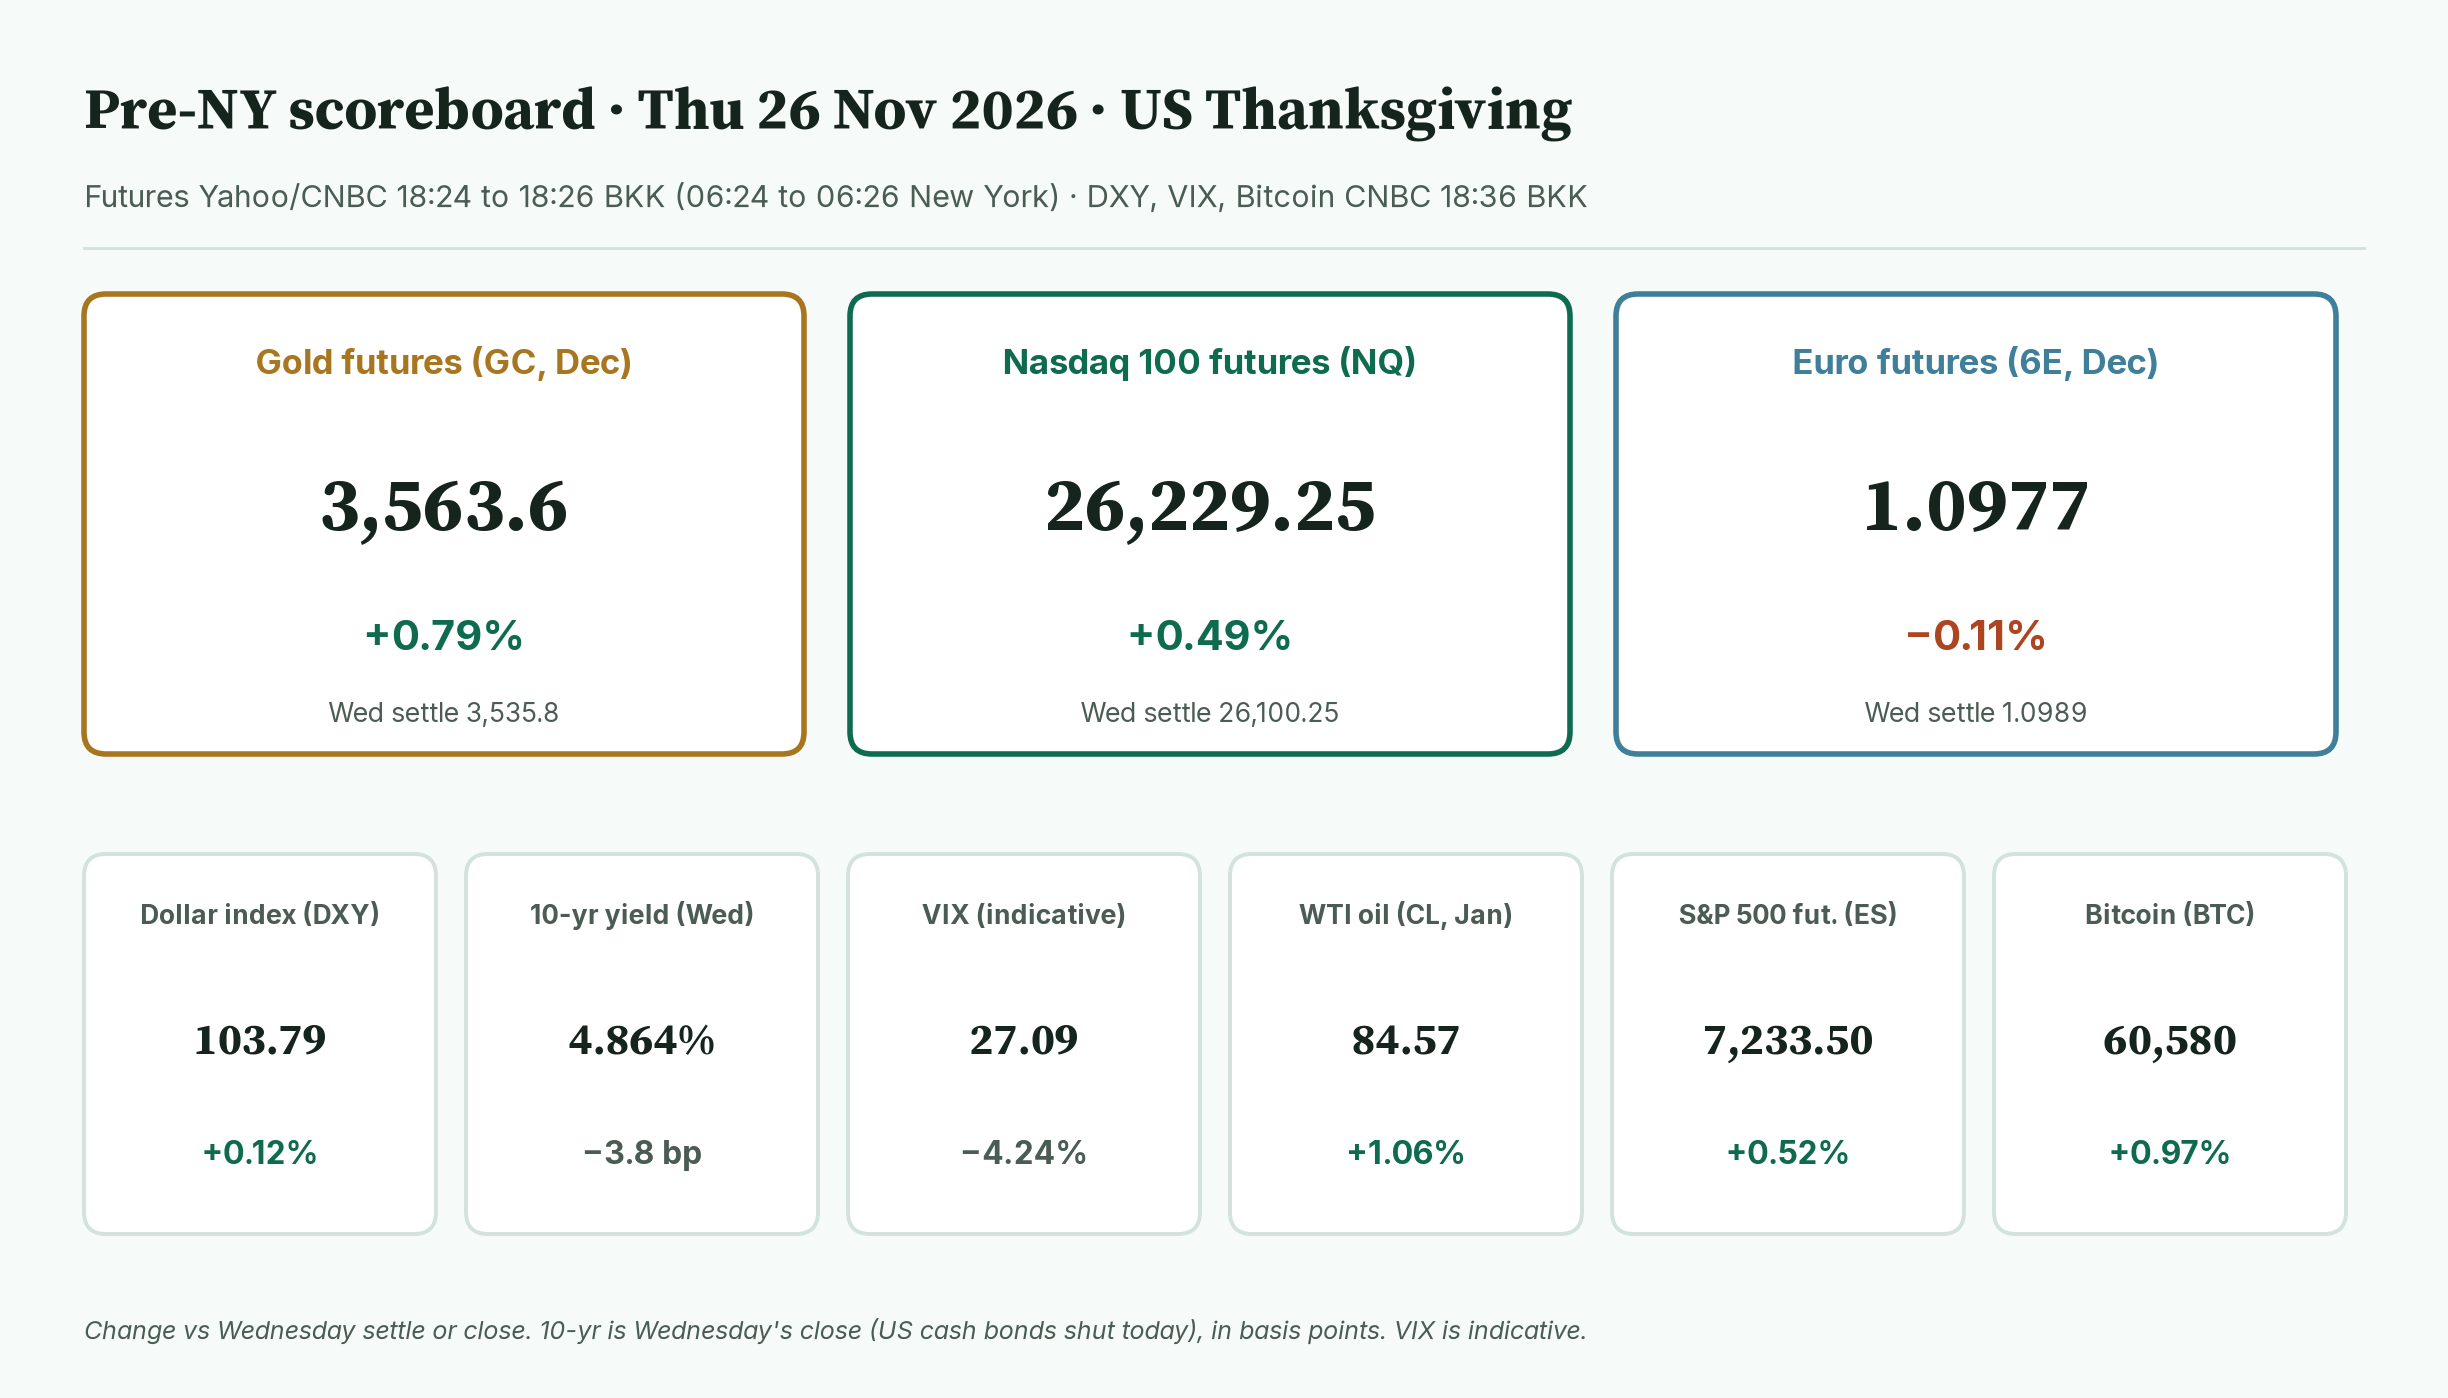 Pre-NY scoreboard · Thu 26 Nov 2026 · US Thanksgiving
Futures Yahoo/CNBC 18:24 to 18:26 BKK (06:24 to 06:26 New York) · DXY, VIX, Bitcoin CNBC 18:36 BKK
Gold futures (GC, Dec)
3,563.6
+0.79%
Wed settle 3,535.8
Nasdaq 100 futures (NQ)
26,229.25
+0.49%
Wed settle 26,100.25
Euro futures (6E, Dec)
1.0977
−0.11%
Wed settle 1.0989
Dollar index (DXY)
103.79
+0.12%
10-yr yield (Wed)
4.864%
−3.8 bp
VIX (indicative)
27.09
−4.24%
WTI oil (CL, Jan)
84.57
+1.06%
S&P 500 fut. (ES)
7,233.50
+0.52%
Bitcoin (BTC)
60,580
+0.97%
Change vs Wednesday settle or close. 10-yr is Wednesday's close (US cash bonds shut today), in basis points. VIX is indicative.